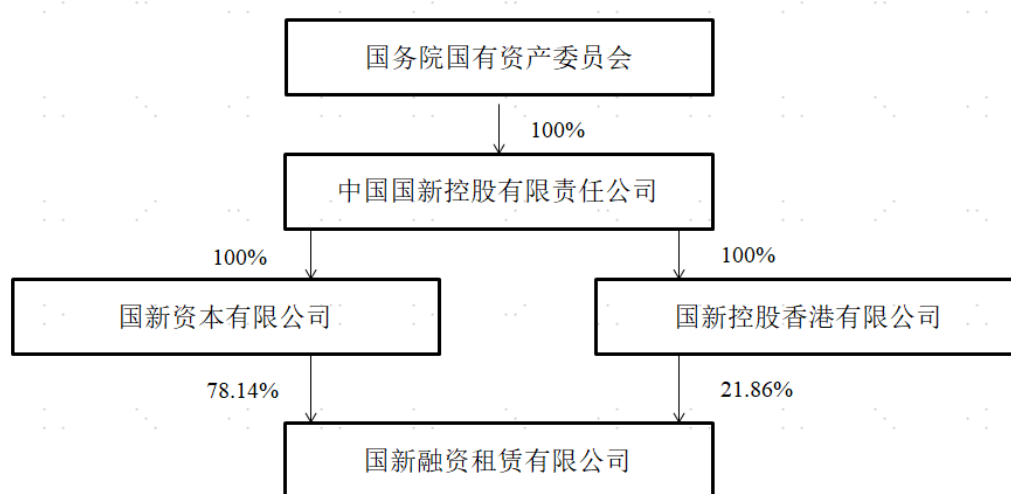 国务院国有资产委员会
100%
中国国新控股有限责任公司
100%
100%
国新资本有限公司
国新控股香港有限公司
78.14%
21.86%
国新融资租赁有限公司